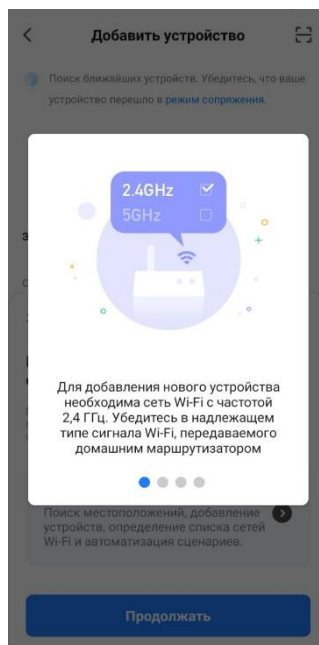 Добавить устройство
Поиск ближайших устройств. Убедитесь, что ваше
устройство перешло в режим сопряжения.
2.4GHz
5GHz
Для добавления нового устройства
необходима сеть Wi-Fi с частотой
2,4 ГГц. Убедитесь в надлежащем
типе сигнала Wi-Fi, передаваемого
домашним маршрутизатором
Поиск местоположений, добавление
устройств, определение списка сетей
Wi-Fi и автоматизация сценариев.
Продолжать